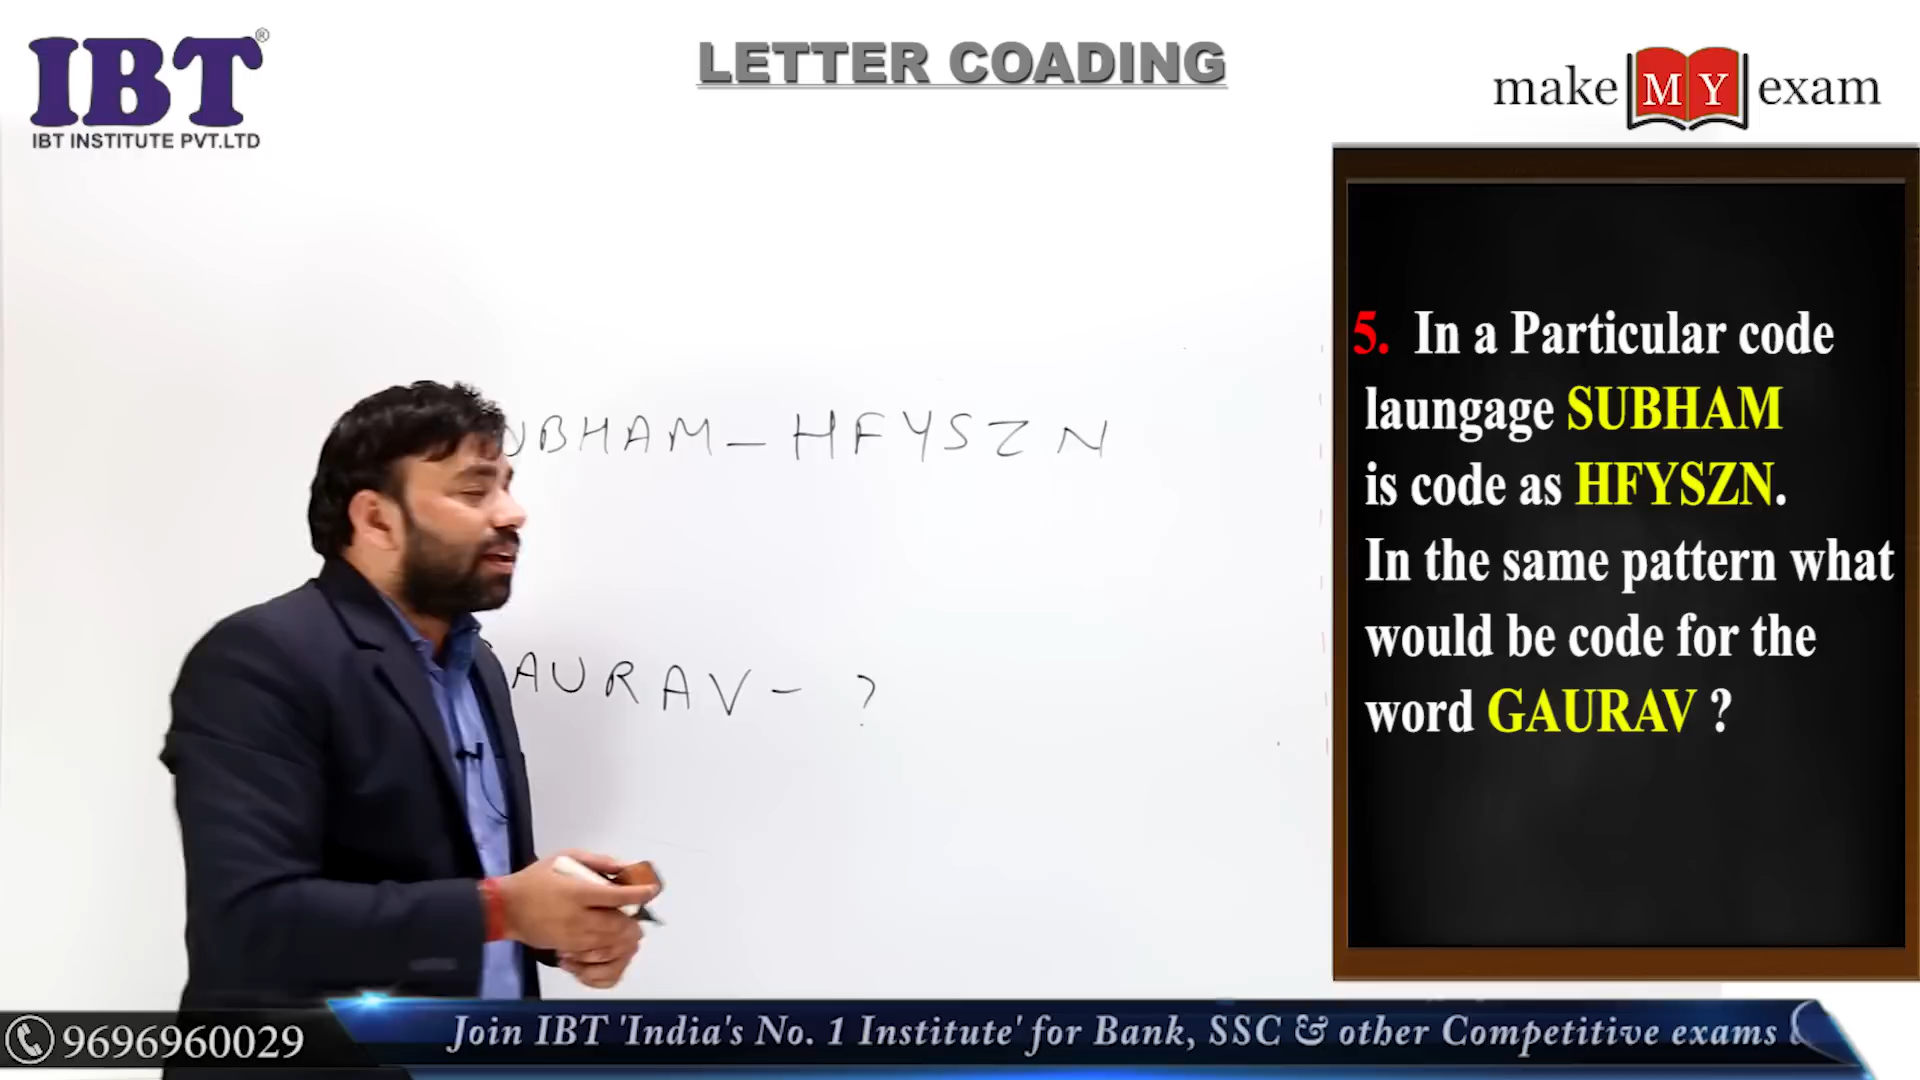 IBT®
IBT INSTITUTE PVT.LTD
LETTER COADING
make MY exam
5. In a Particular code
laungage SUBHAM
is code as HFYSZN.
In the same pattern what
would be code for the
word GAURAV ?
UBHAM - HFYSZN
AURAV - ?
9696960029
Join IBT 'India's No. 1 Institute' for Bank, SSC & other Competitive exams